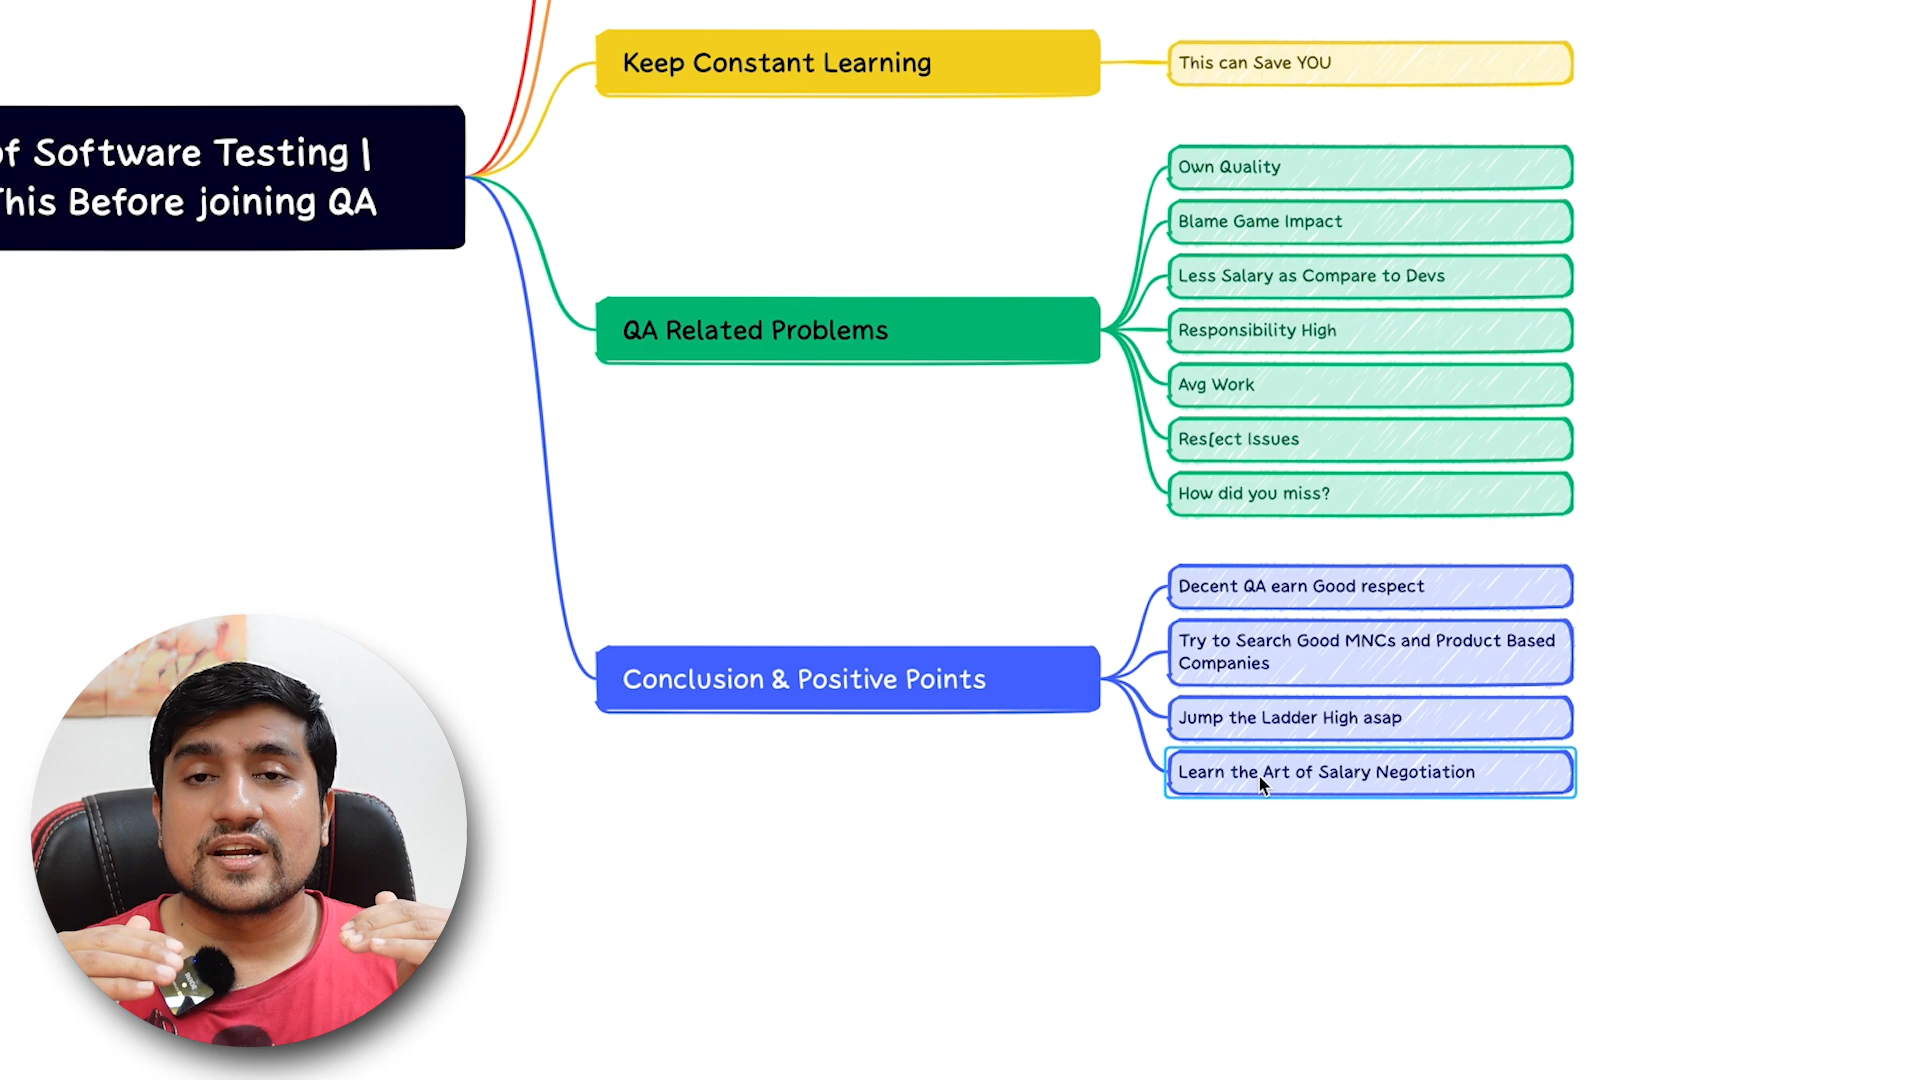 of Software Testing |
This Before joining QA
Keep Constant Learning
This can Save YOU
QA Related Problems
Own Quality
Blame Game Impact
Less Salary as Compare to Devs
Responsibility High
Avg Work
Res[ect Issues
How did you miss?
Conclusion & Positive Points
Decent QA earn Good respect
Try to Search Good MNCs and Product Based
Companies
Jump the Ladder High asap
Learn the Art of Salary Negotiation